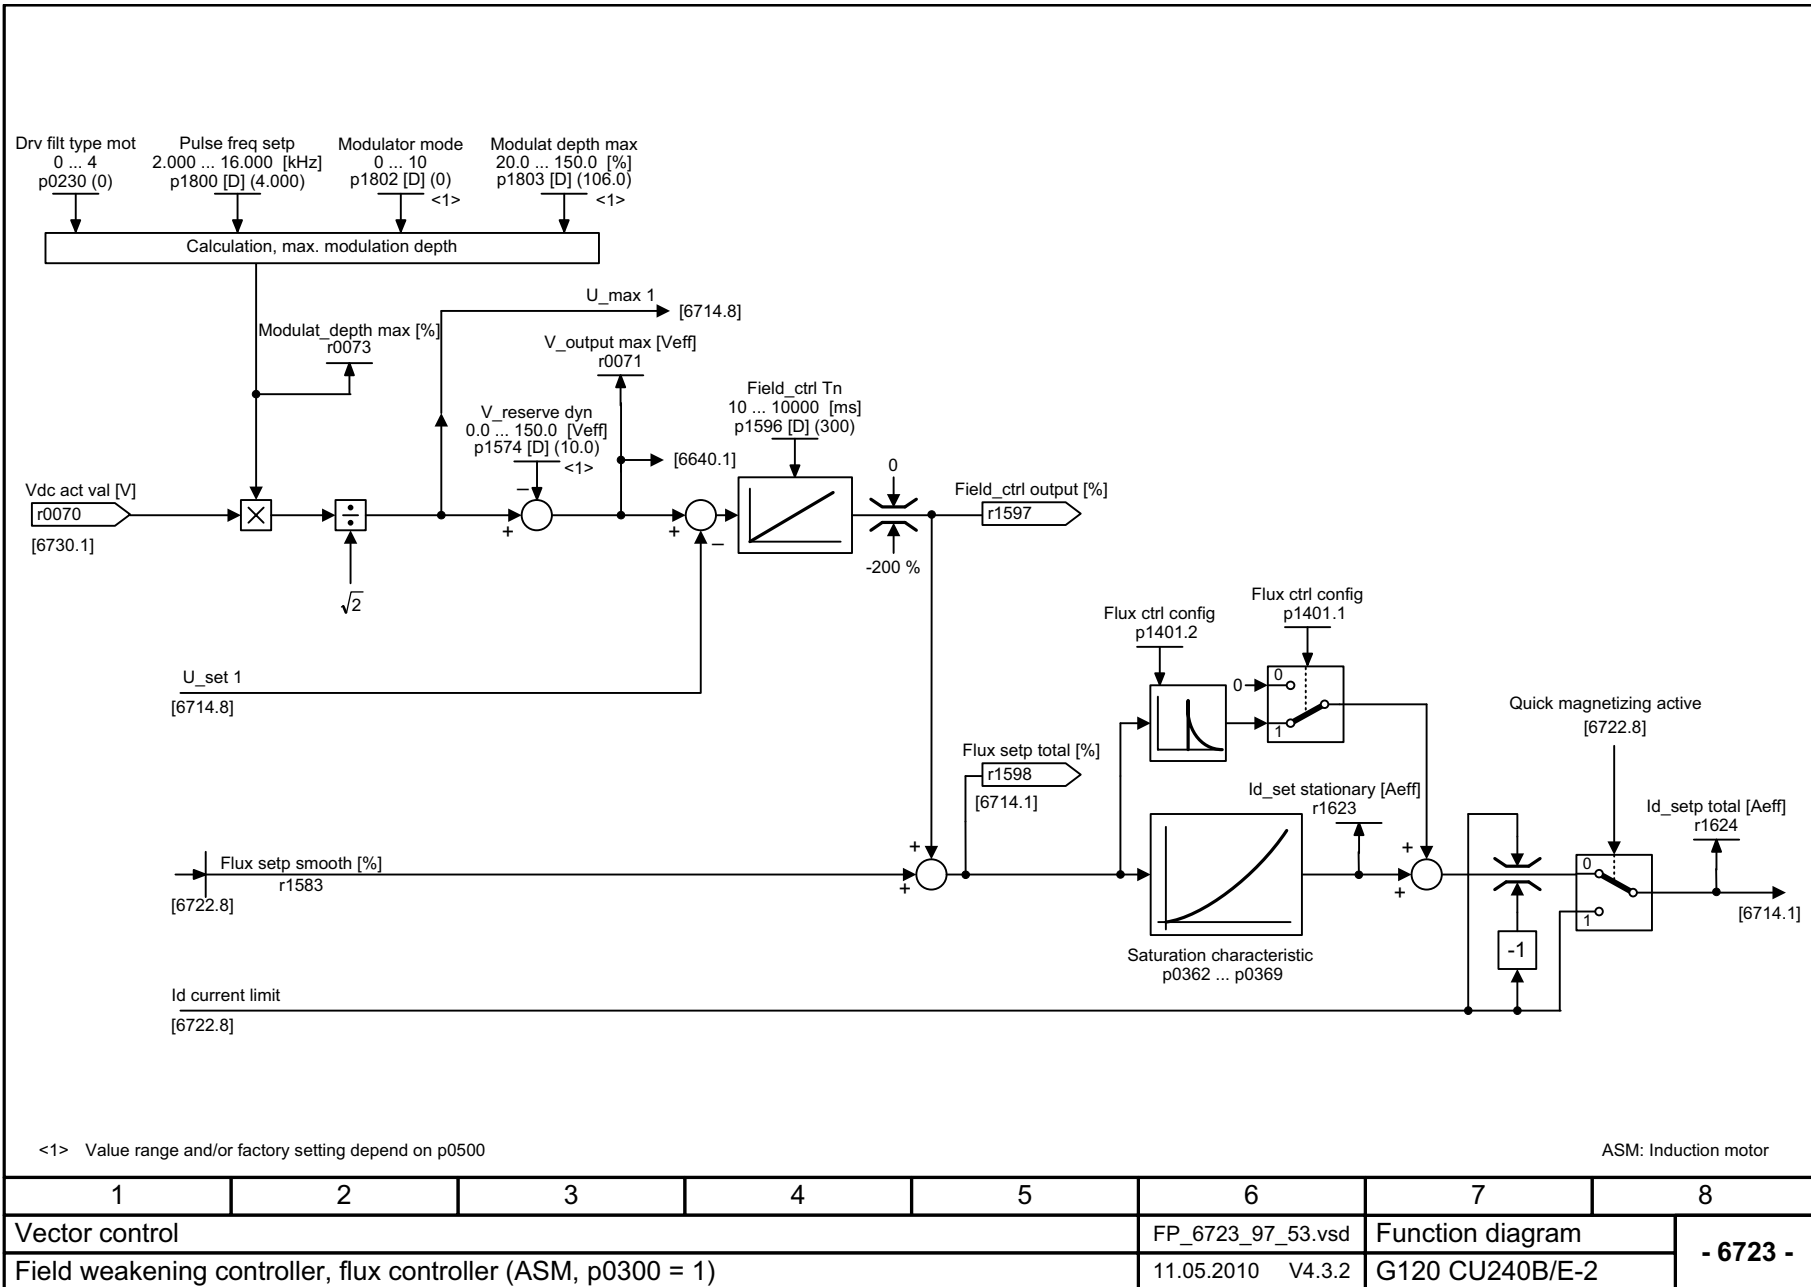 Drv filt type mot
0 ... 4
p0230 (0)
Pulse freq setp
2.000 ... 16.000 [kHz]
p1800 [D] (4.000)
Modulator mode
0 ... 10
p1802 [D] (0)
<1>
Modulat depth max
20.0 ... 150.0 [%]
p1803 [D] (106.0)
<1>
Calculation, max. modulation depth
U_max 1
[6714.8]
Modulat_depth max [%]
r0073
V_output max [Veff]
r0071
V_reserve dyn
0.0 ... 150.0 [Veff]
p1574 [D] (10.0)
<1>
[6640.1]
Field_ctrl Tn
10 ... 10000 [ms]
p1596 [D] (300)
0
-200 %
Field_ctrl output [%]
r1597
Vdc act val [V]
r0070
[6730.1]
×
÷
√2
+
–
+
–
U_set 1
[6714.8]
Flux ctrl config
p1401.2
Flux ctrl config
p1401.1
0
0
1
Quick magnetizing active
[6722.8]
Flux setp total [%]
r1598
[6714.1]
Id_set stationary [Aeff]
r1623
Id_setp total [Aeff]
r1624
Flux setp smooth [%]
r1583
[6722.8]
+
+
+
+
0
1
[6714.1]
-1
Saturation characteristic
p0362 ... p0369
Id current limit
[6722.8]
<1> Value range and/or factory setting depend on p0500
ASM: Induction motor
1 2 3 4 5 6 7 8
Vector control
FP_6723_97_53.vsd
Function diagram
- 6723 -
Field weakening controller, flux controller (ASM, p0300 = 1)
11.05.2010 V4.3.2
G120 CU240B/E-2